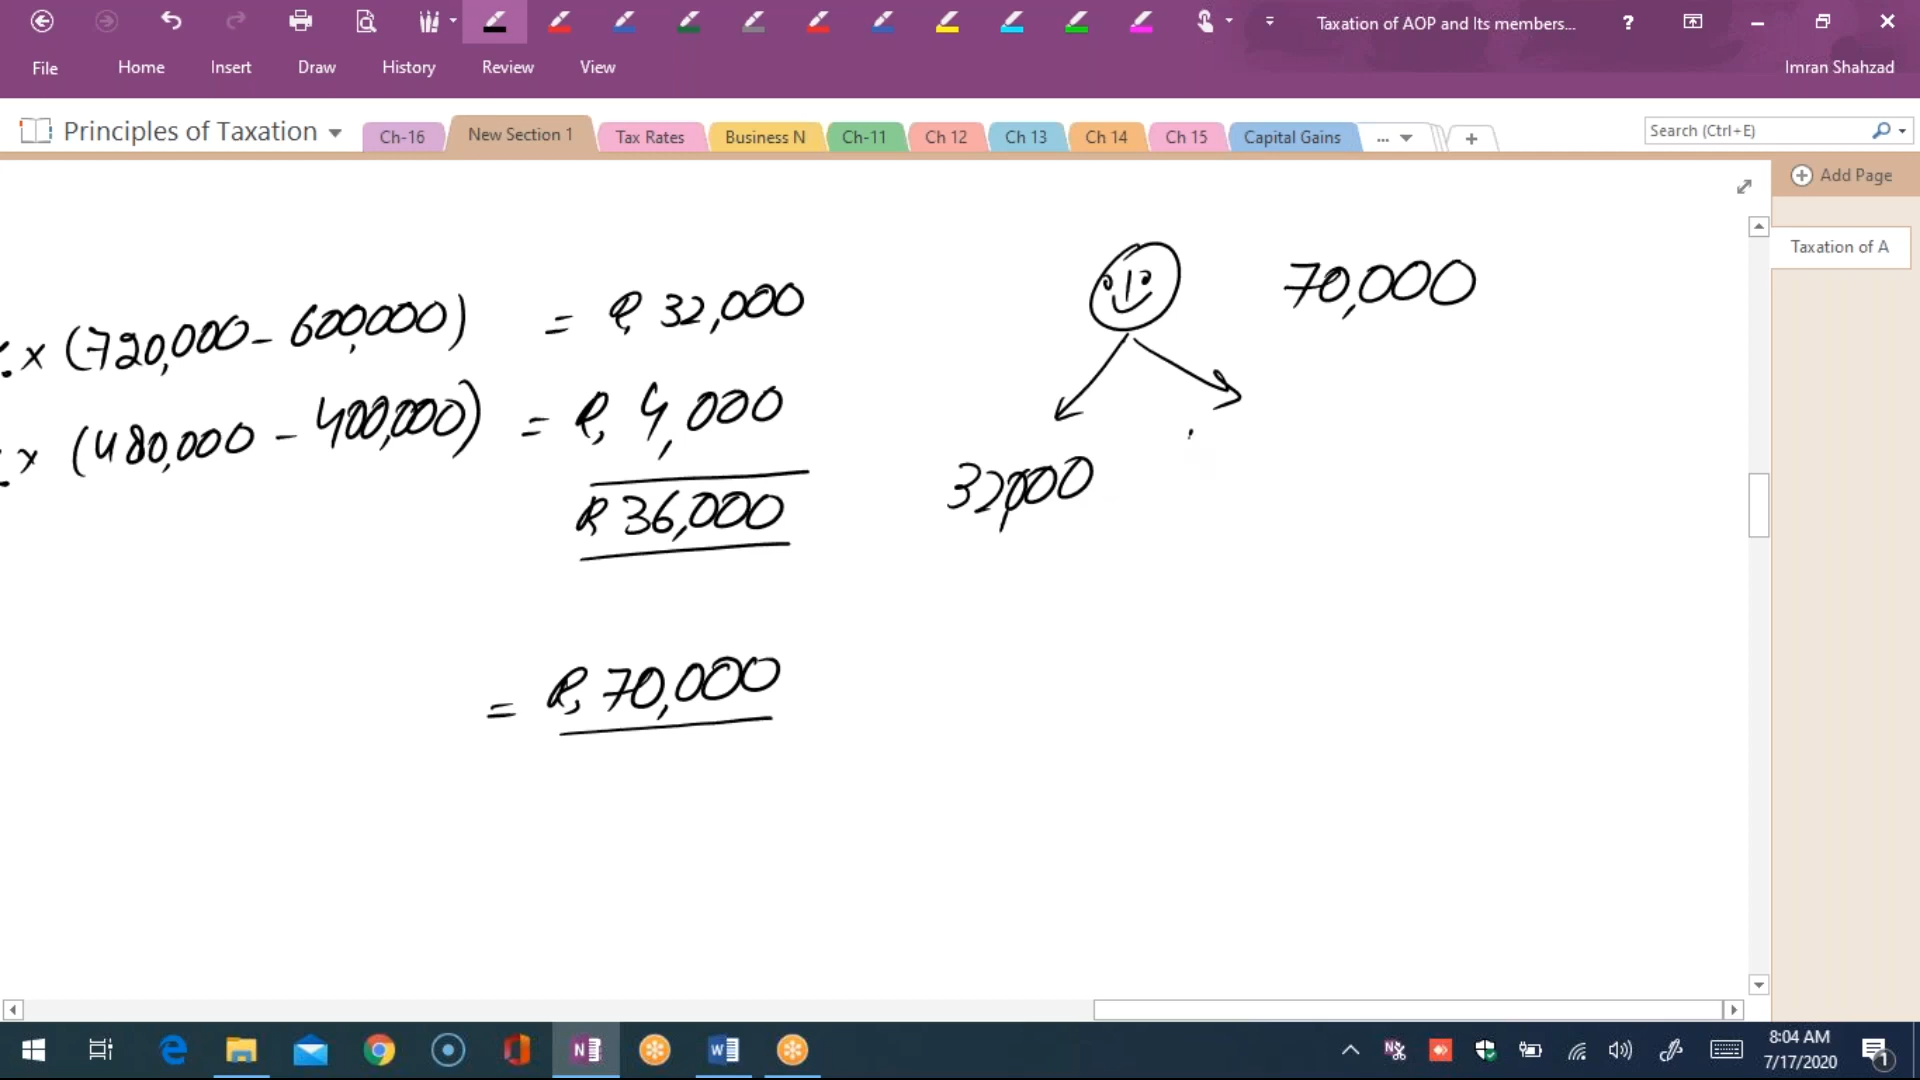 Taxation of AOP and Its members...
?
File Home Insert Draw History Review View
Imran Shahzad
Principles of Taxation
Ch-16 New Section 1 Tax Rates Business N Ch-11 Ch 12 Ch 13 Ch 14 Ch 15 Capital Gains ... +
Search (Ctrl+E)
Add Page
Taxation of A
x (720,000 - 600,000) = R, 32,000
x (480,000 - 400,000) = R, 4,000
R 36,000
= R, 70,000
70,000
32,000
8:04 AM
7/17/2020
1